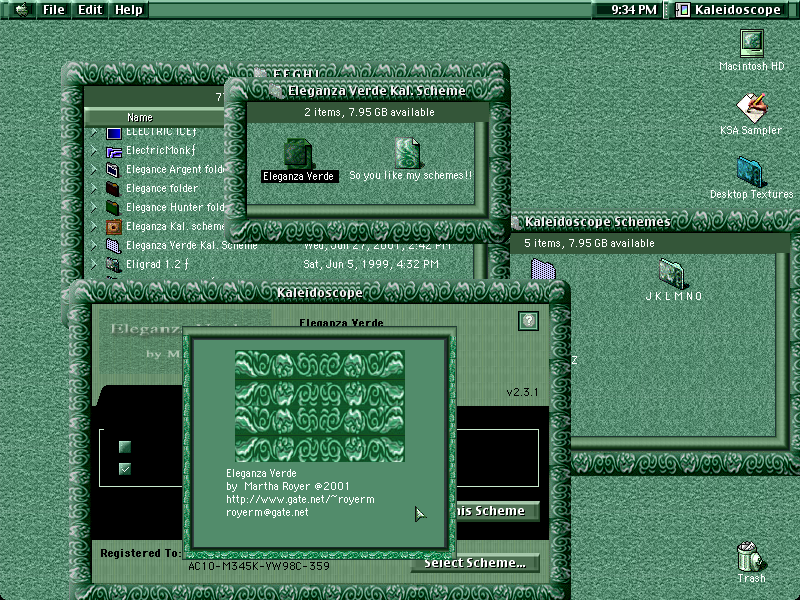 File Edit Help
9:34 PM
Kaleidoscope
Macintosh HD
KSA Sampler
Desktop Textures
Trash
E F G H I
Name
ELECTRIC ICE ƒ
ElectricMonk ƒ
Elegance Argent fold
Elegance folder
Elegance Hunter fold
Eleganza Kal. scheme
Eleganza Verde Kal. Scheme
Wed, Jun 27, 2001, 2:42 PM
Eligrad 1.2 ƒ
Sat, Jun 5, 1999, 4:32 PM
Eleganza Verde Kal. Scheme
2 items, 7.95 GB available
Eleganza Verde
So you like my schemes!!
Kaleidoscope Schemes
5 items, 7.95 GB available
J K L M N O
Z
Kaleidoscope
Eleganza Verde
?
by M
v2.3.1
Eleganza Verde
by Martha Royer @2001
http://www.gate.net/~royerm
royerm@gate.net
his Scheme
Registered To:
AC10-M345K-YW98C-359
Select Scheme...